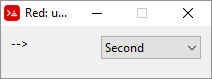 Red: u...
--> Second